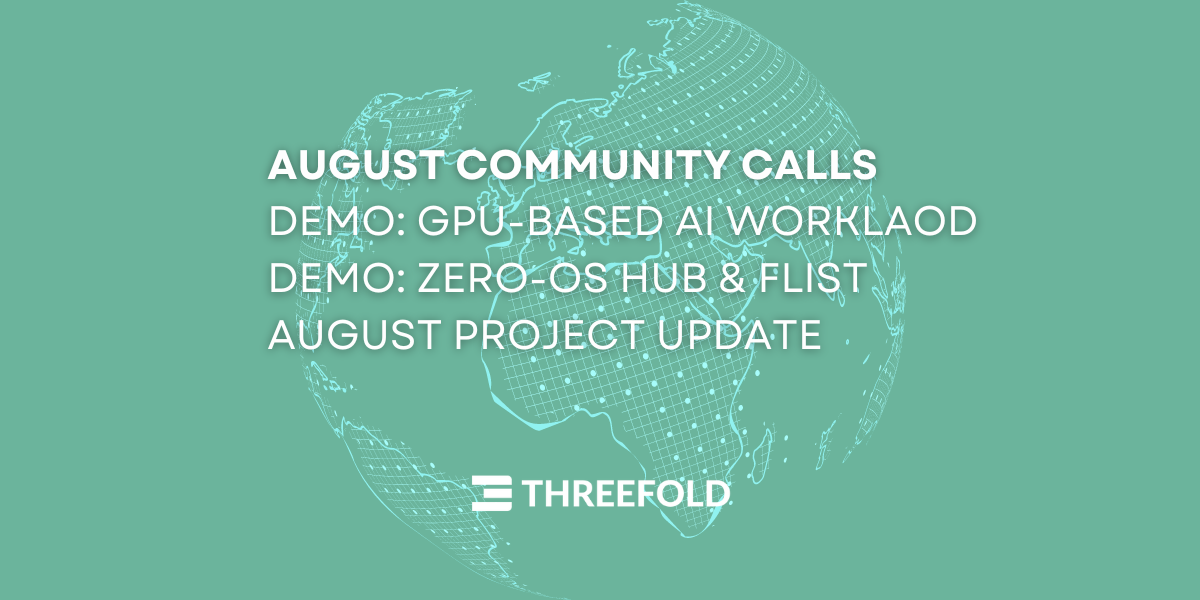 AUGUST COMMUNITY CALLS
DEMO: GPU-BASED AI WORKLAOD
DEMO: ZERO-OS HUB & FLIST
AUGUST PROJECT UPDATE
THREEFOLD